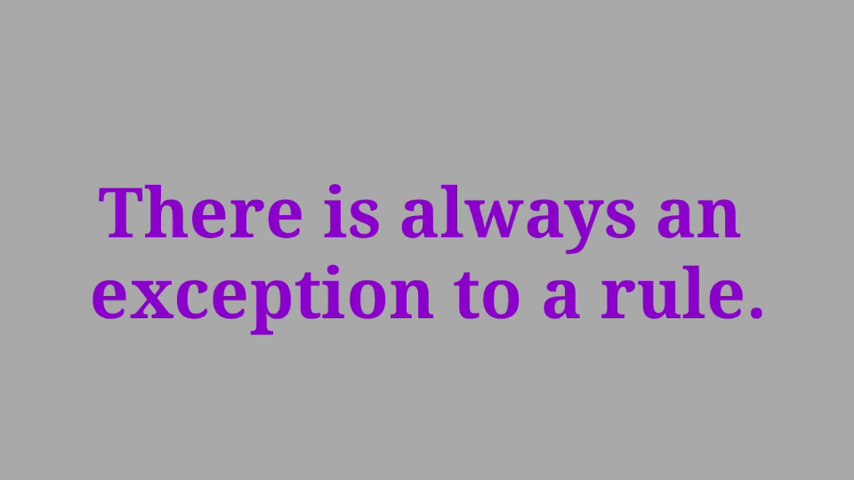 There is always an
exception to a rule.